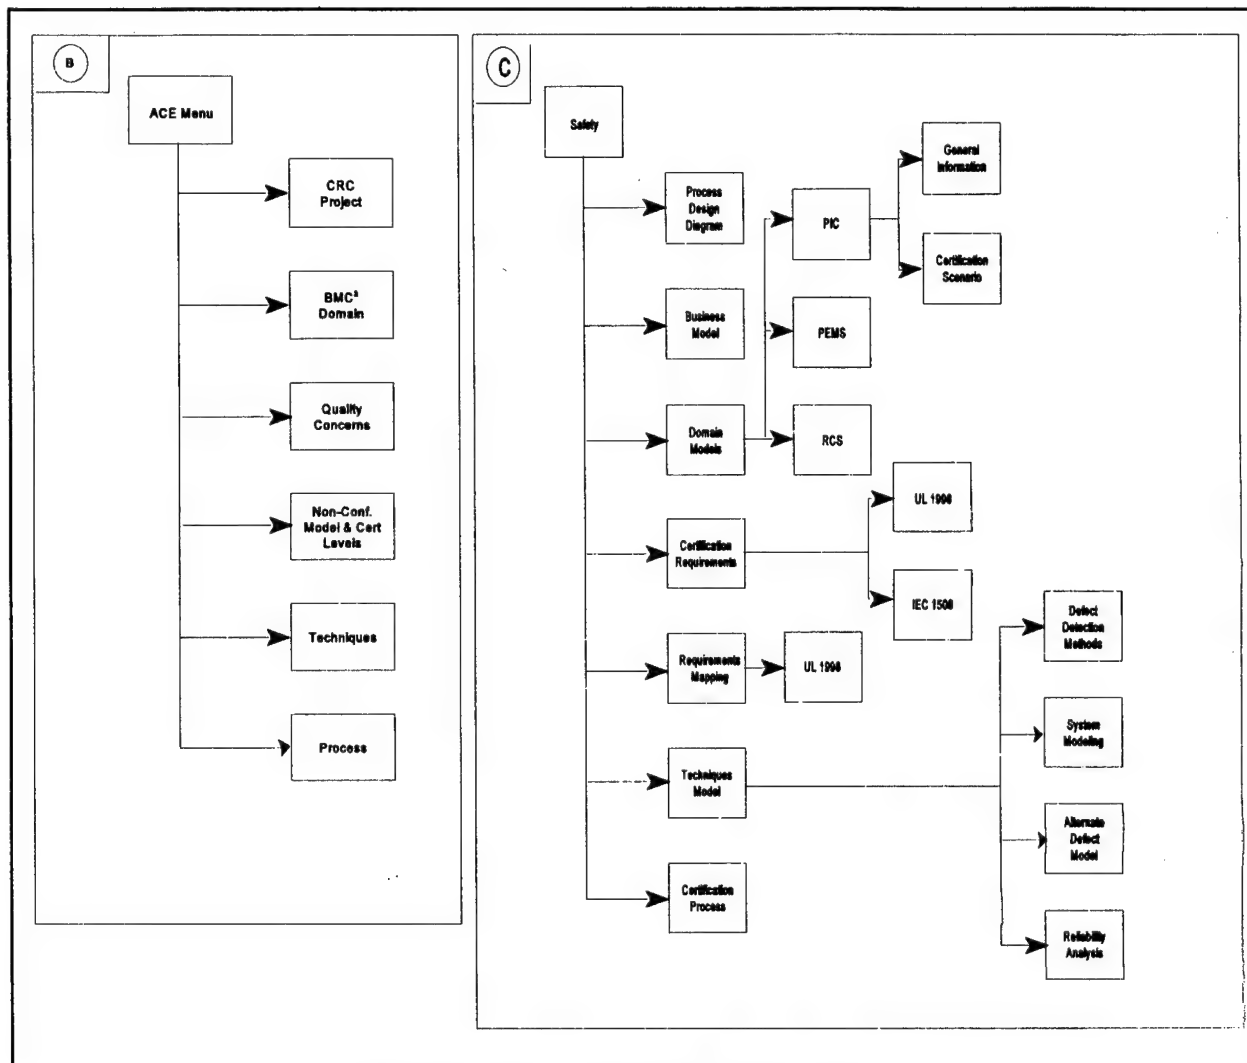 B
ACE Menu
CRC
Project
BMC³
Domain
Quality
Concerns
Non-Conf.
Model & Cert
Levels
Techniques
Process
C
Safety
Process
Design
Diagram
Business
Model
Domain
Models
Certification
Requirements
Requirements
Mapping
Techniques
Model
Certification
Process
PIC
PEMS
RCS
General
Information
Certification
Scenario
UL 1998
IEC 1508
UL 1998
Defect
Detection
Methods
System
Modeling
Alternate
Defect
Model
Reliability
Analysis